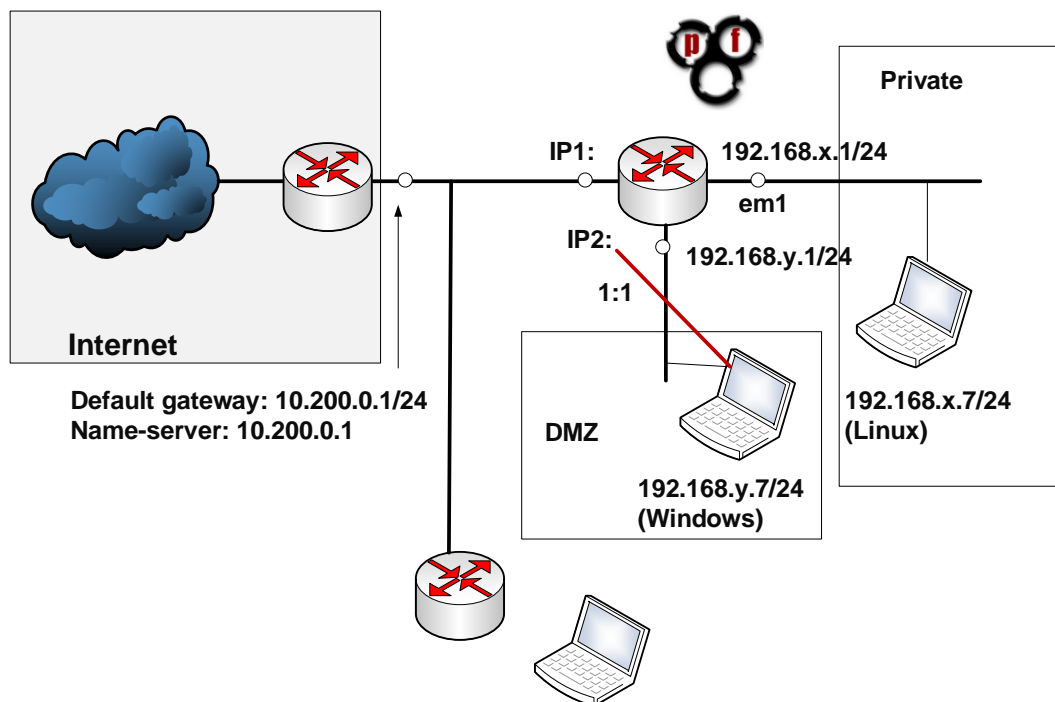 p f
Private
IP1:
192.168.x.1/24
em1
IP2:
192.168.y.1/24
1:1
Internet
Default gateway: 10.200.0.1/24
Name-server: 10.200.0.1
DMZ
192.168.x.7/24
(Linux)
192.168.y.7/24
(Windows)